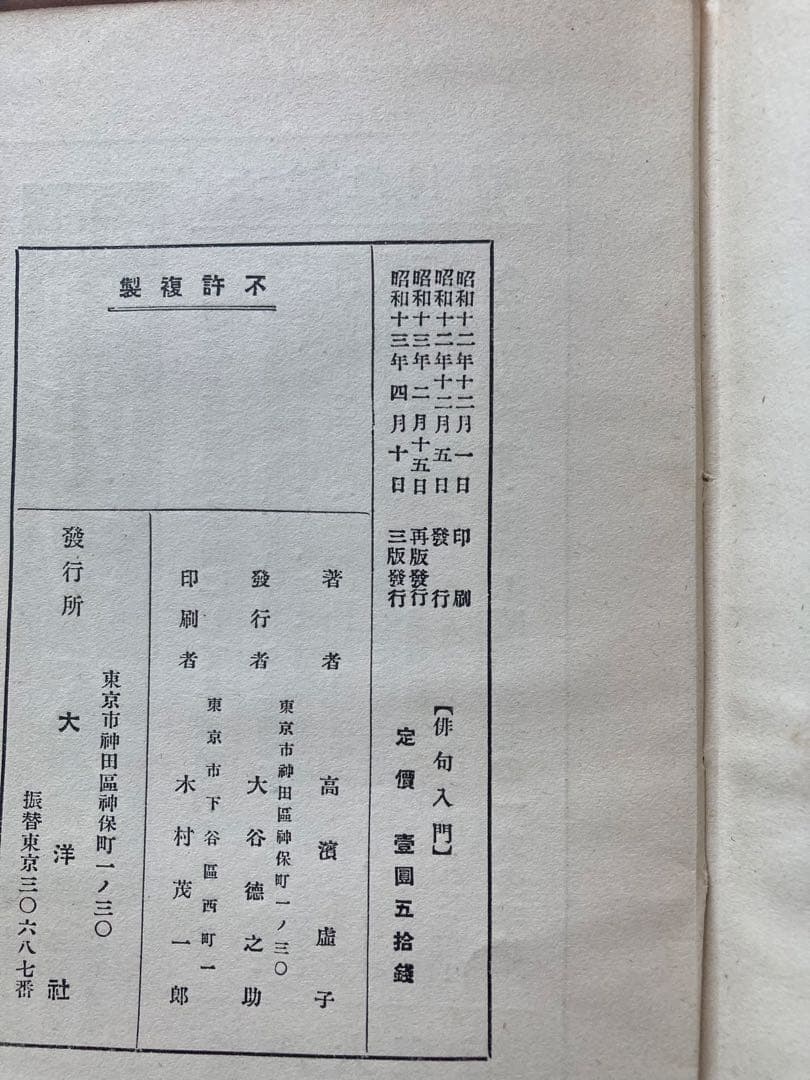 昭和十二年十二月一日 印刷
昭和十二年十二月五日 發行
昭和十三年二月十五日 再版發行
昭和十三年四月十日 三版發行
【俳句入門】
定價 壹圓五拾錢
不許複製
著者 高濱虛子
東京市神田區神保町一ノ三〇
發行者 大谷德之助
東京市下谷區西町一
印刷者 木村茂一郎
東京市神田區神保町一ノ三〇
發行所 大洋社
振替東京三〇六八七番